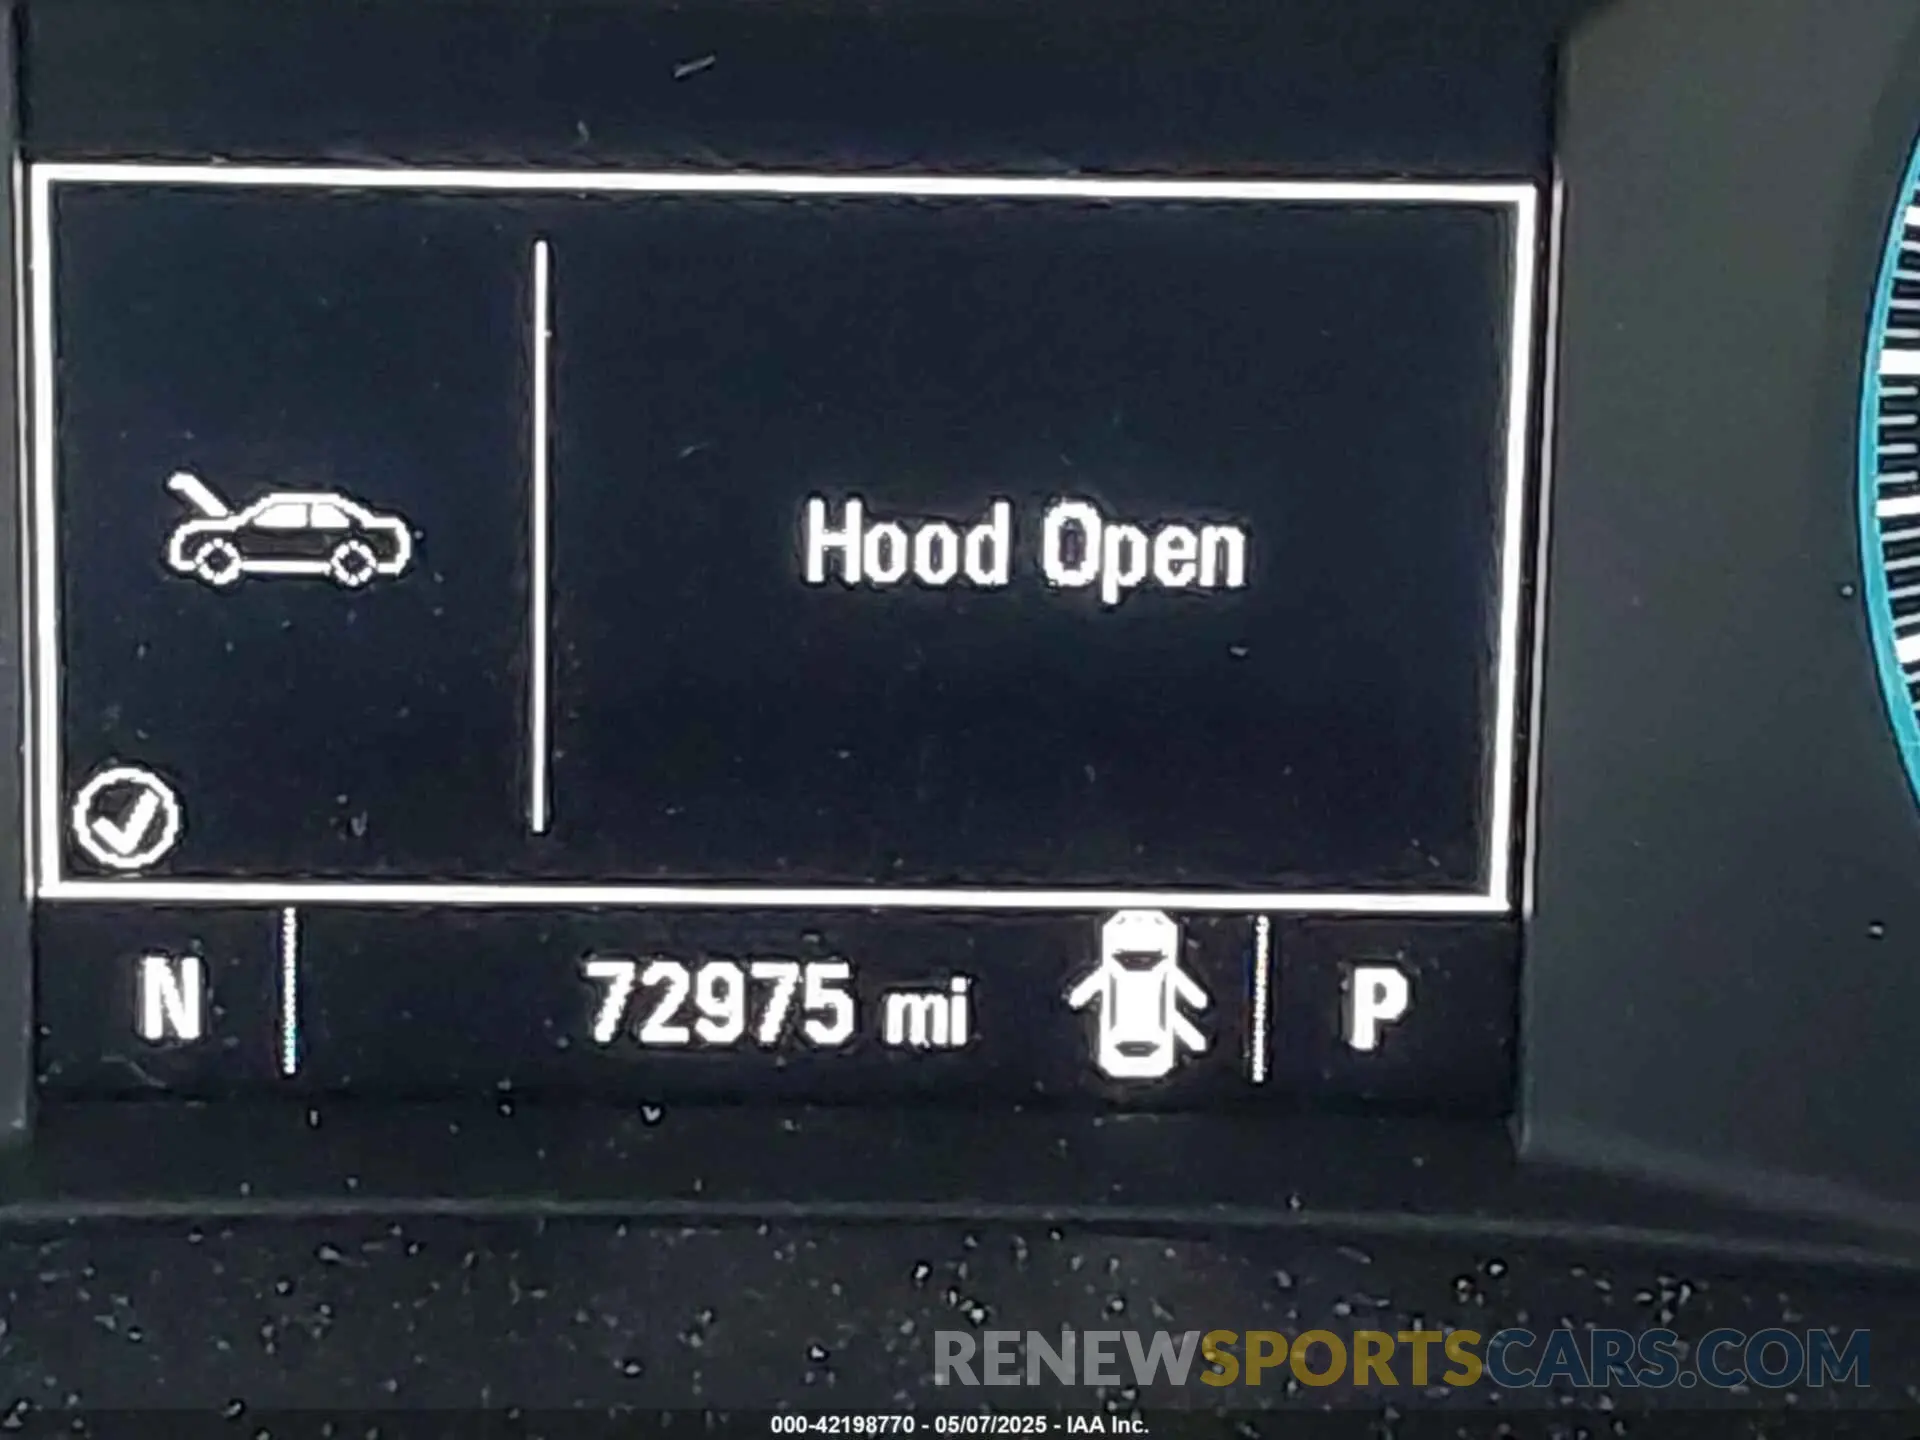 Hood Open
N 72975 mi P
RENEWSPORTSCARS.COM
000-42198770 - 05/07/2025 - IAA Inc.